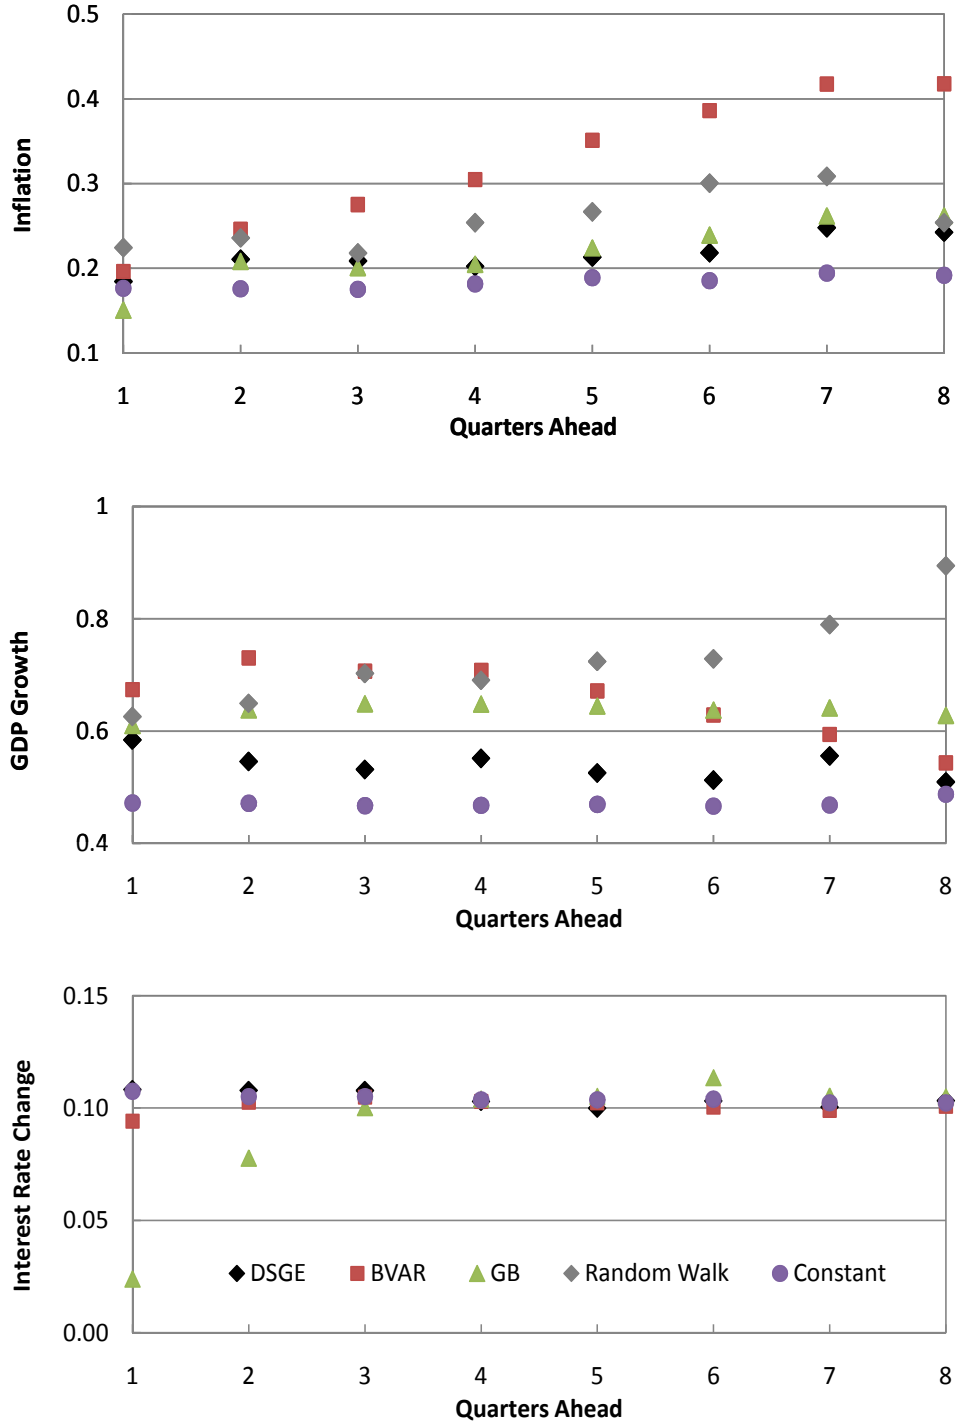 0.5
0.4
0.3
0.2
0.1
Inflation
1 2 3 4 5 6 7 8
Quarters Ahead
1
0.8
0.6
0.4
GDP Growth
1 2 3 4 5 6 7 8
Quarters Ahead
0.15
0.10
0.05
0.00
Interest Rate Change
DSGE BVAR GB Random Walk Constant
1 2 3 4 5 6 7 8
Quarters Ahead